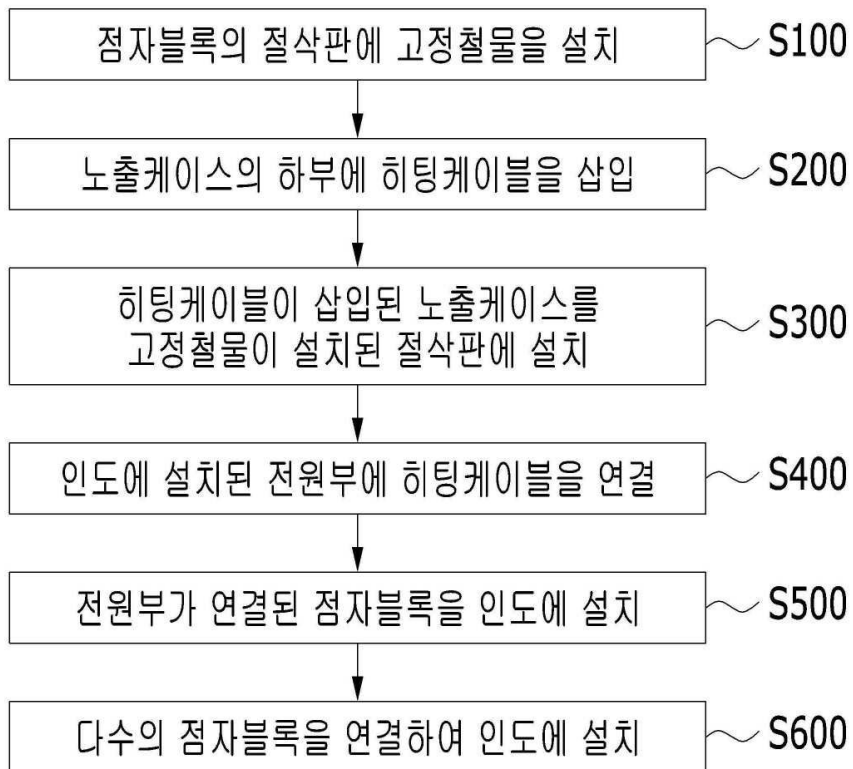 점자블록의 절삭판에 고정철물을 설치
S100
노출케이스의 하부에 히팅케이블을 삽입
S200
히팅케이블이 삽입된 노출케이스를
고정철물이 설치된 절삭판에 설치
S300
인도에 설치된 전원부에 히팅케이블을 연결
S400
전원부가 연결된 점자블록을 인도에 설치
S500
다수의 점자블록을 연결하여 인도에 설치
S600